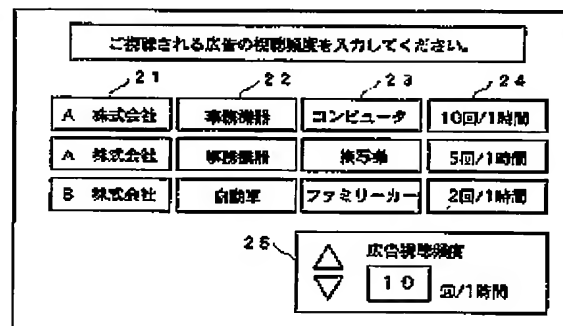 ご視聴される広告の視聴頻度を入力してください。
21 22 23 24
A 株式会社 事務機器 コンピュータ 10回/1時間
A 株式会社 事務機器 複写機 5回/1時間
B 株式会社 自動車 ファミリーカー 2回/1時間
25 広告視聴頻度
10 回/1時間